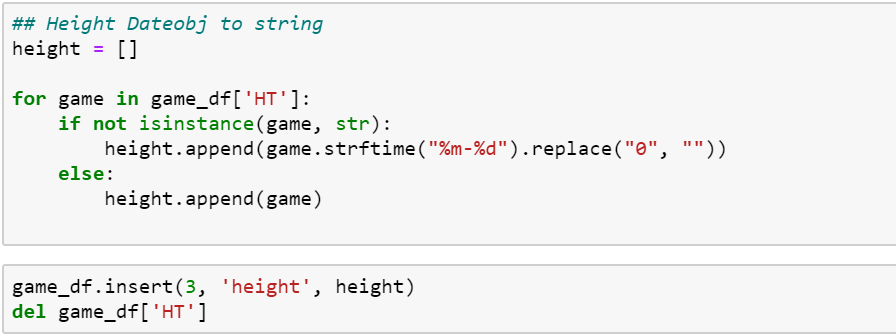 ## Height Dateobj to string
height = []
for game in game_df['HT']:
    if not isinstance(game, str):
        height.append(game.strftime("%m-%d").replace("0", ""))
    else:
        height.append(game)
game_df.insert(3, 'height', height)
del game_df['HT']